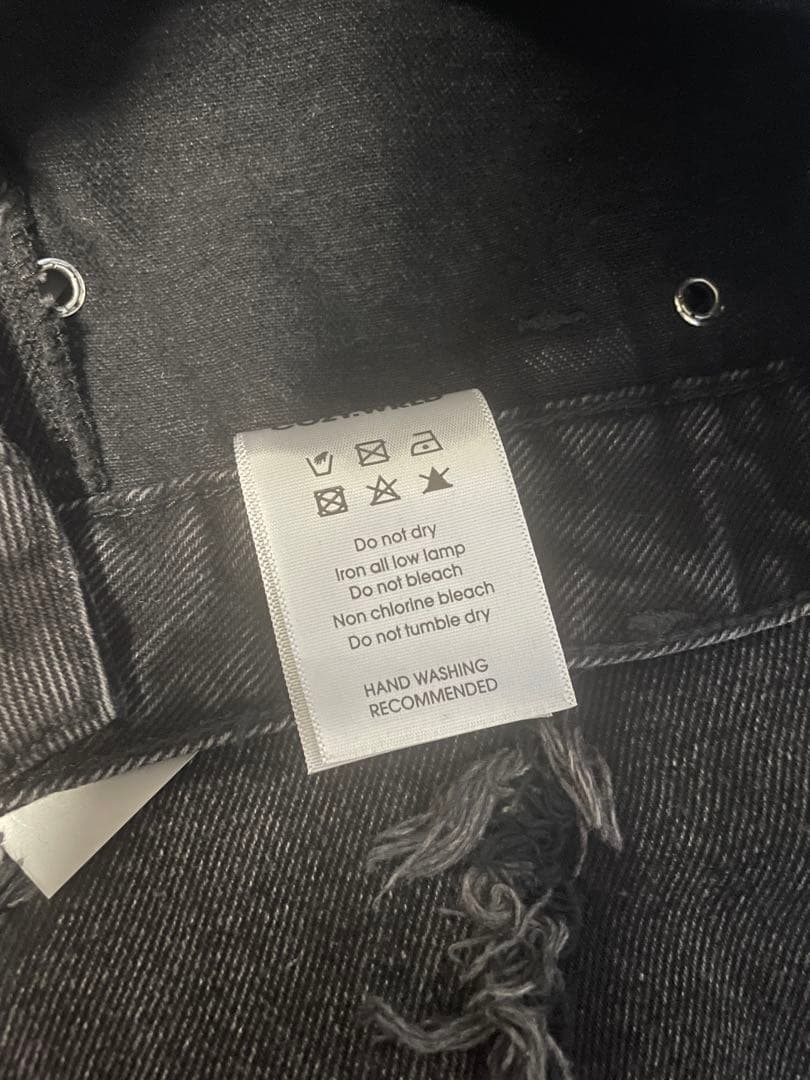 Do not dry
Iron all low lamp
Do not bleach
Non chlorine bleach
Do not tumble dry
HAND WASHING
RECOMMENDED